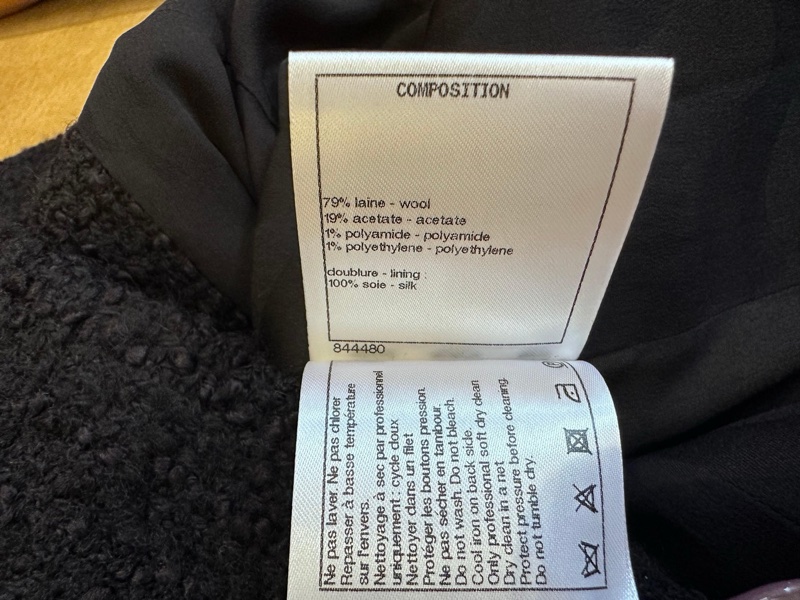 COMPOSITION
79% laine - wool
19% acetate - acetate
1% polyamide - polyamide
1% polyethylene - polyethylene
doublure - lining :
100% soie - silk
844480
Ne pas laver. Ne pas chlorer
Repasser à basse température
sur l'envers.
Nettoyage à sec par professionnel
uniquement : cycle doux
Nettoyer dans un filet
Protéger les boutons pression.
Ne pas sécher en tambour.
Do not wash. Do not bleach.
Cool iron on back side.
Only professional soft dry clean
Dry clean in a net
Protect pressure before cleaning.
Do not tumble dry.